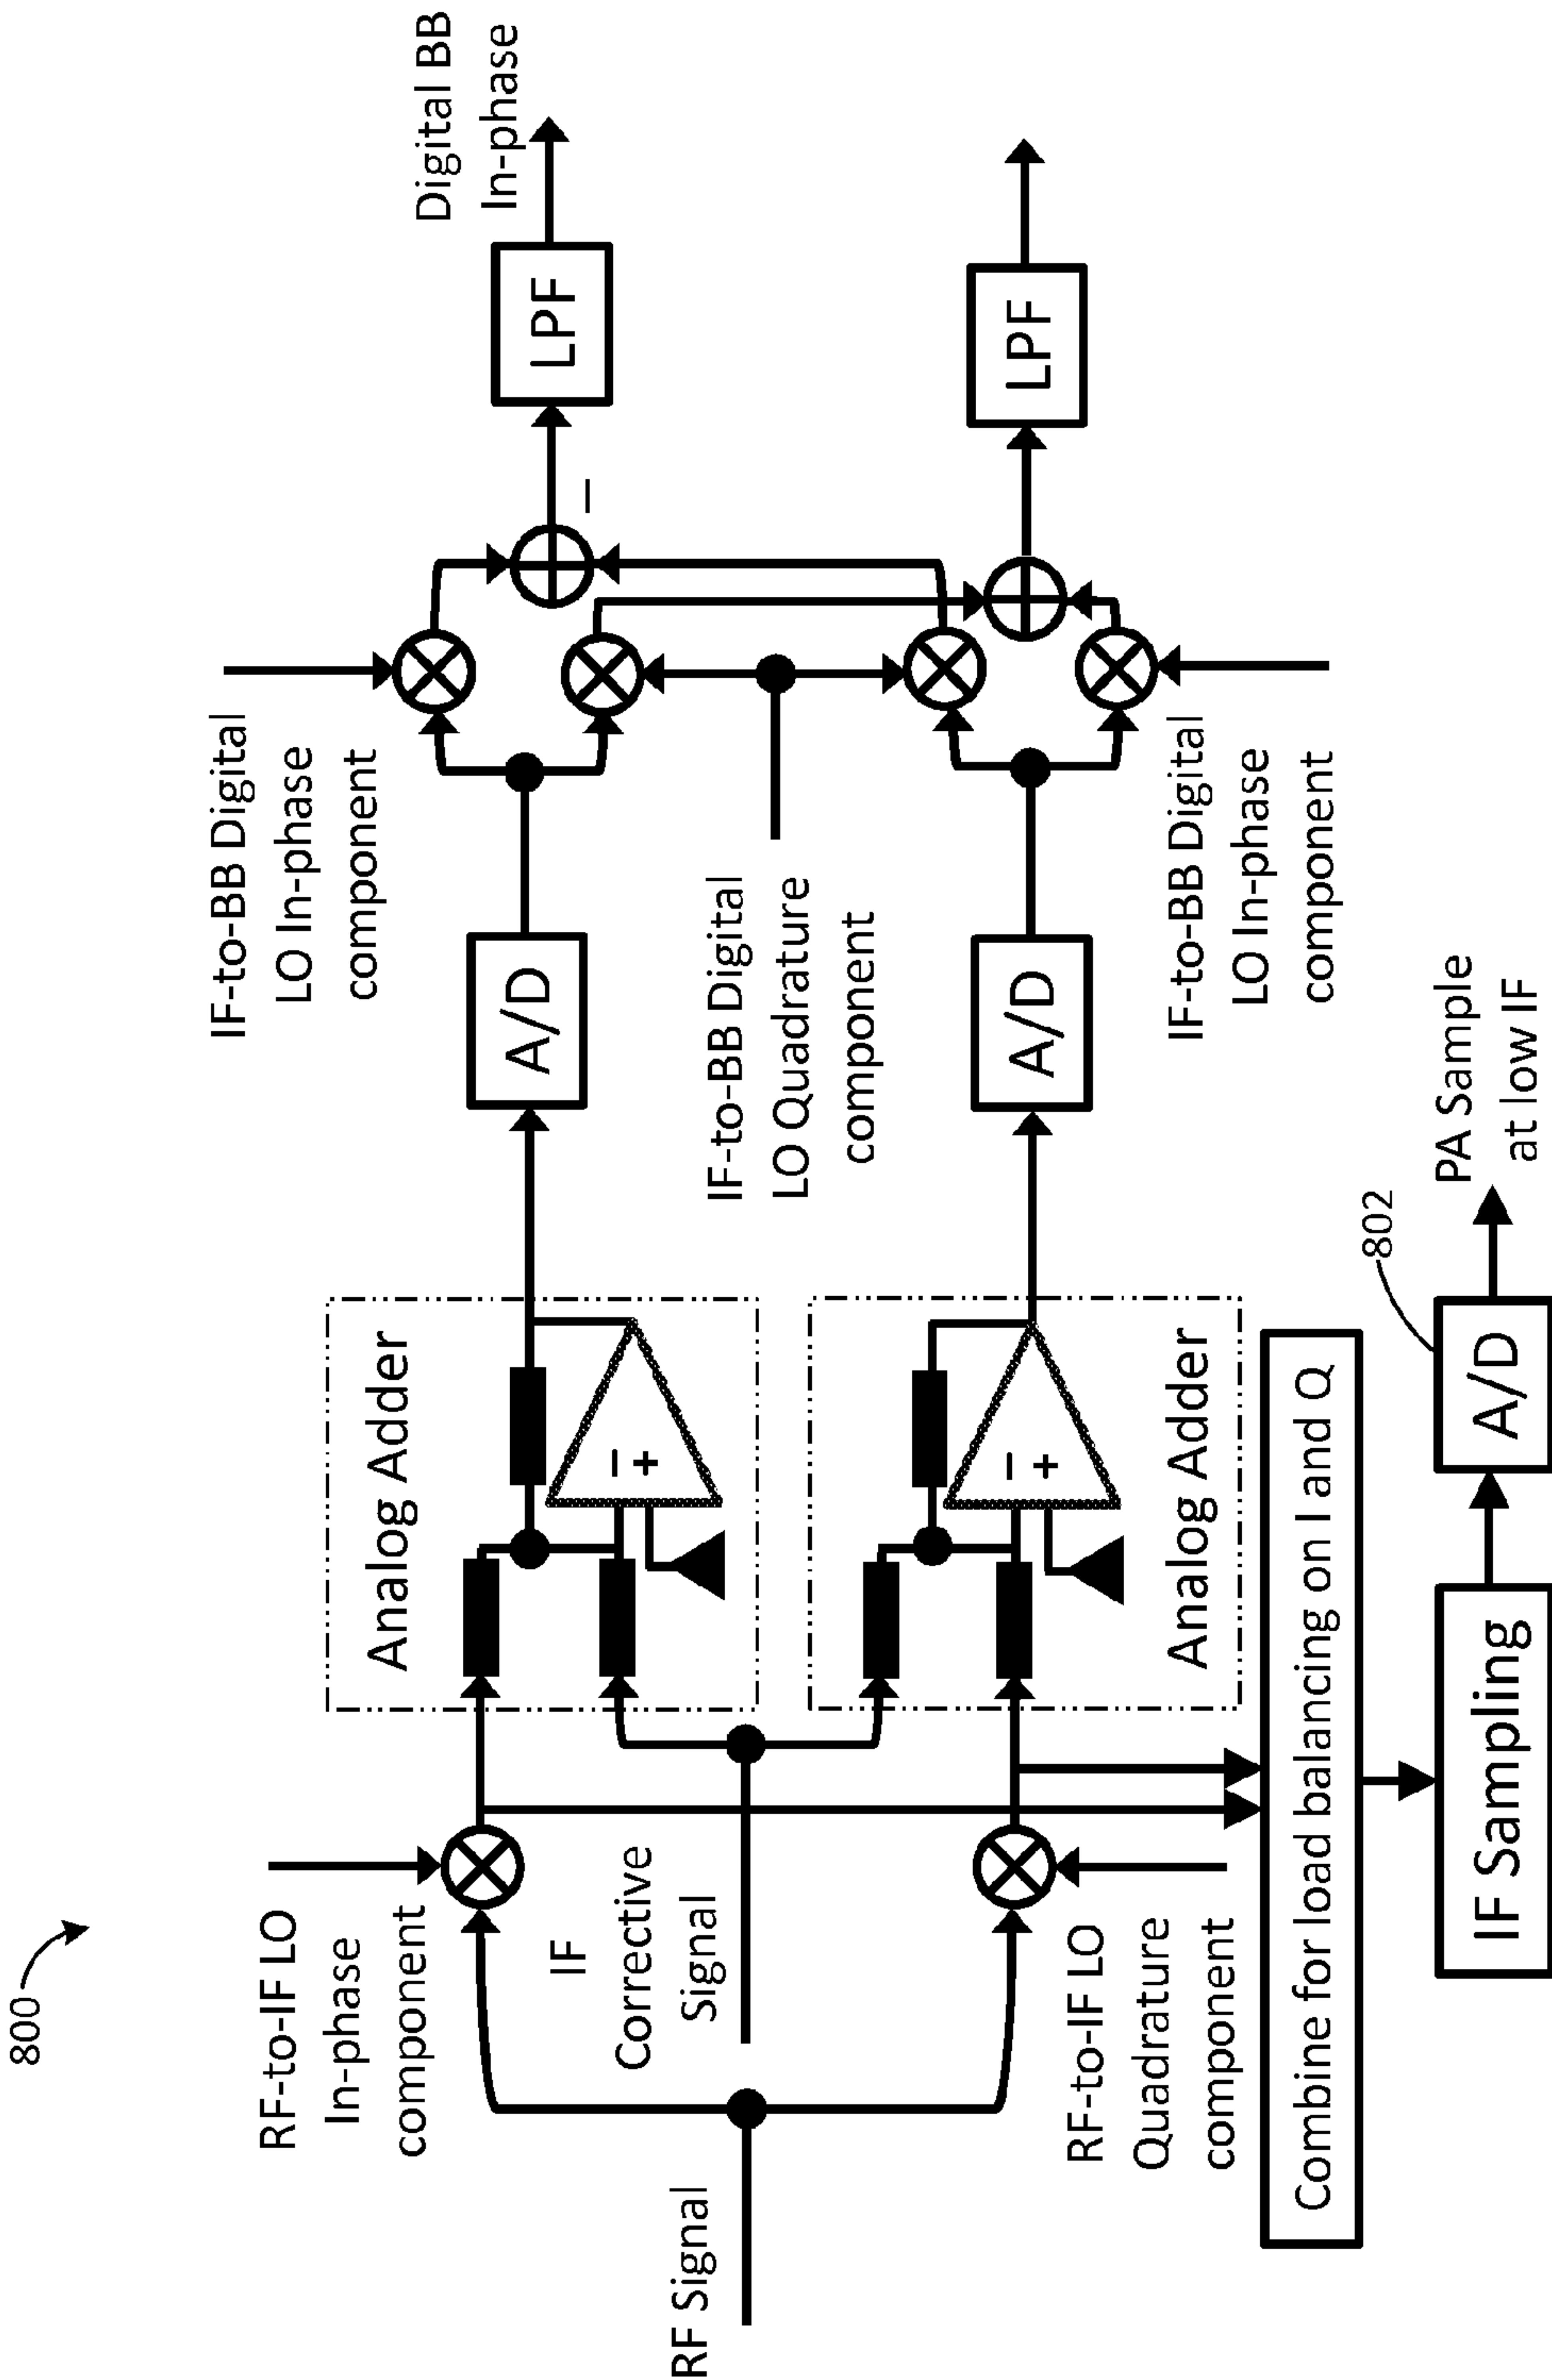 800
RF-to-IF LO
In-phase
component
IF-to-BB Digital
LO In-phase
component
Digital BB
In-phase
Analog Adder
−
+
A/D
−
LPF
RF Signal
IF
Corrective
Signal
IF-to-BB Digital
LO Quadrature
component
−
+
Analog Adder
A/D
LPF
RF-to-IF LO
Quadrature
component
IF-to-BB Digital
LO In-phase
component
Combine for load balancing on I and Q
802
IF Sampling
A/D
PA Sample
at low IF